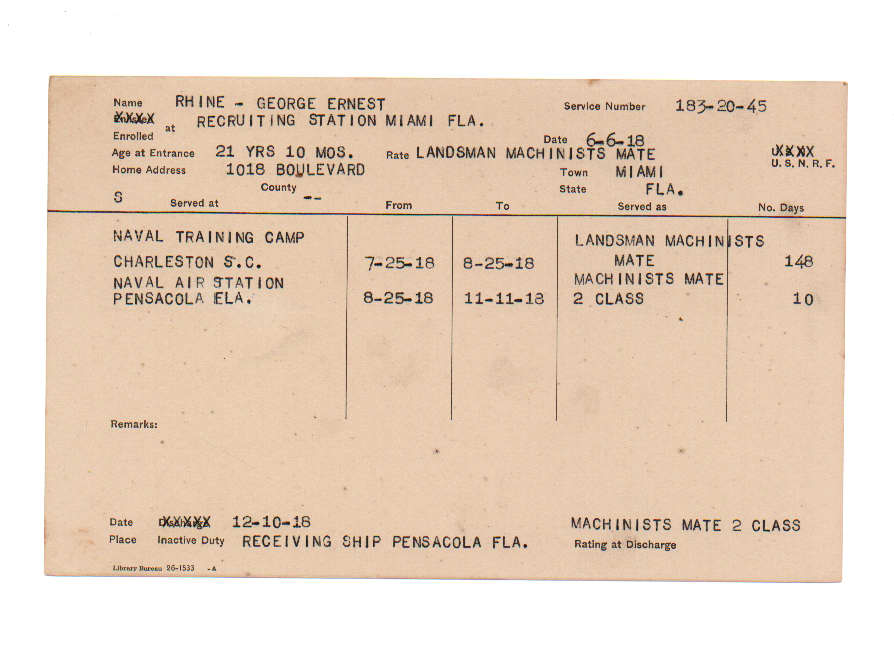 Name RHINE - GEORGE ERNEST Service Number 183-20-45
Enrolled at RECRUITING STATION MIAMI FLA.
Date 6-6-18
Age at Entrance 21 YRS 10 MOS. Rate LANDSMAN MACHINISTS MATE U.S.N.R.F.
Home Address 1018 BOULEVARD Town MIAMI
S County -- State FLA.
Served at From To Served as No. Days
NAVAL TRAINING CAMP LANDSMAN MACHINISTS
CHARLESTON S.C. 7-25-18 8-25-18 MATE 148
NAVAL AIR STATION MACHINISTS MATE
PENSACOLA FLA. 8-25-18 11-11-18 2 CLASS 10
Remarks:
Date XXXXX 12-10-18 MACHINISTS MATE 2 CLASS
Place Inactive Duty RECEIVING SHIP PENSACOLA FLA. Rating at Discharge
Library Bureau 26-1533 -A